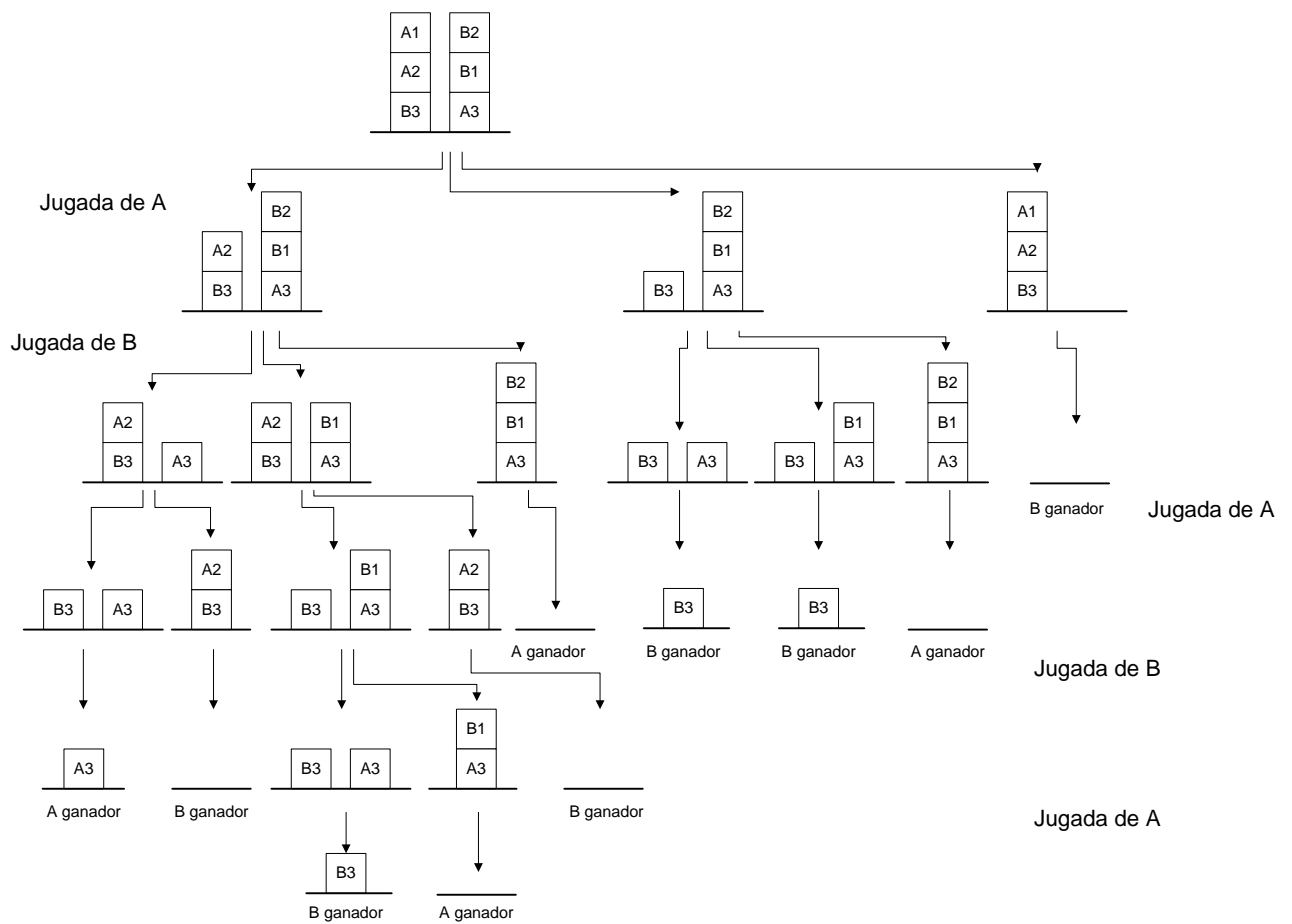 A1 B2
A2 B1
B3 A3
Jugada de A
B2
A2 B1
B3 A3
B2
B1
B3 A3
A1
A2
B3
Jugada de B
A2
B3 A3
A2 B1
B3 A3
B2
B1
A3
B3 A3
B1
B3 A3
B2
B1
A3
B ganador
Jugada de A
B3 A3
A2
B3
B1
B3 A3
A2
B3
A ganador
B3
B ganador
B3
B ganador
A ganador
Jugada de B
A3
A ganador
B ganador
B3 A3
B1
A3
B ganador
Jugada de A
B3
B ganador
A ganador